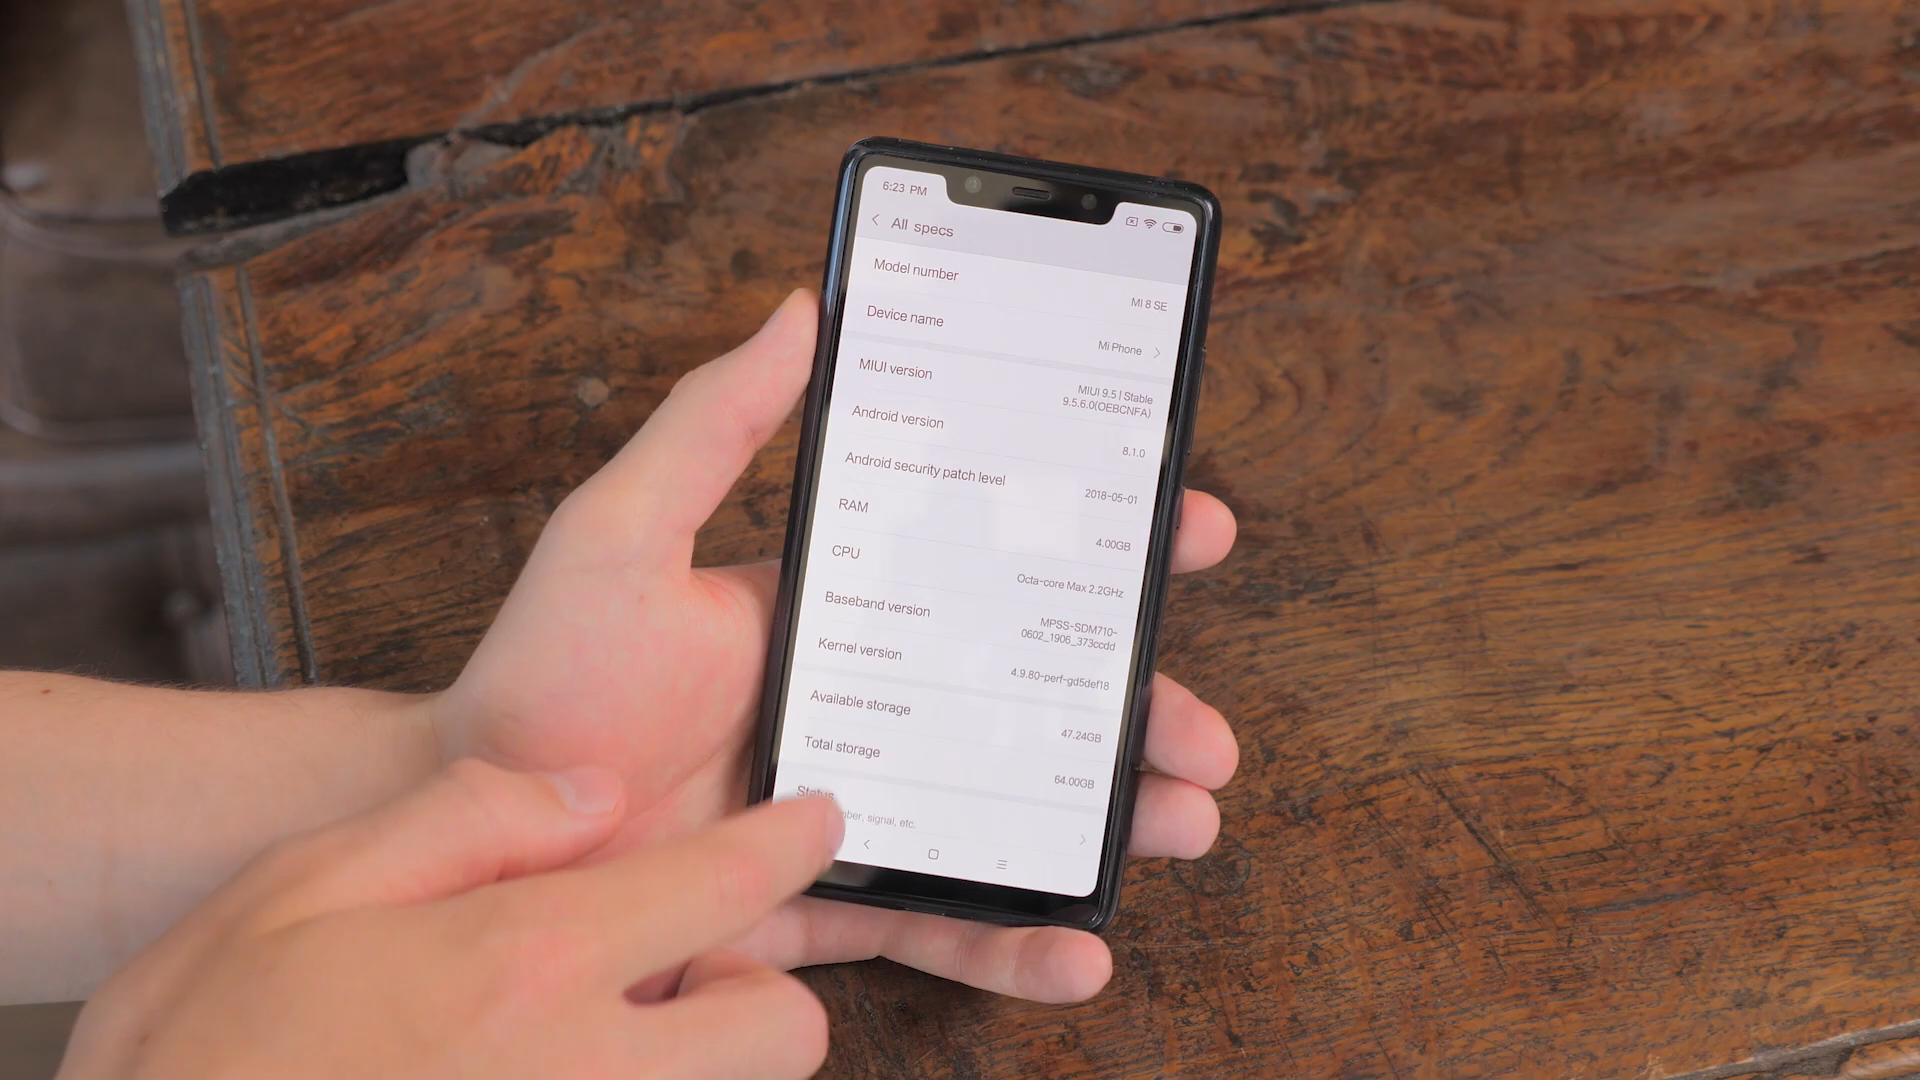 6:23 PM
All specs
Model number
MI 8 SE
Device name
Mi Phone
MIUI version
MIUI 9.5 | Stable
9.5.6.0(OEBCNFA)
Android version
8.1.0
Android security patch level
2018-05-01
RAM
4.00GB
CPU
Octa-core Max 2.2GHz
Baseband version
MPSS-SDM710-
0602_1906_373ccdd
Kernel version
4.9.80-perf-gd5def18
Available storage
47.24GB
Total storage
64.00GB
Status
signal, etc.